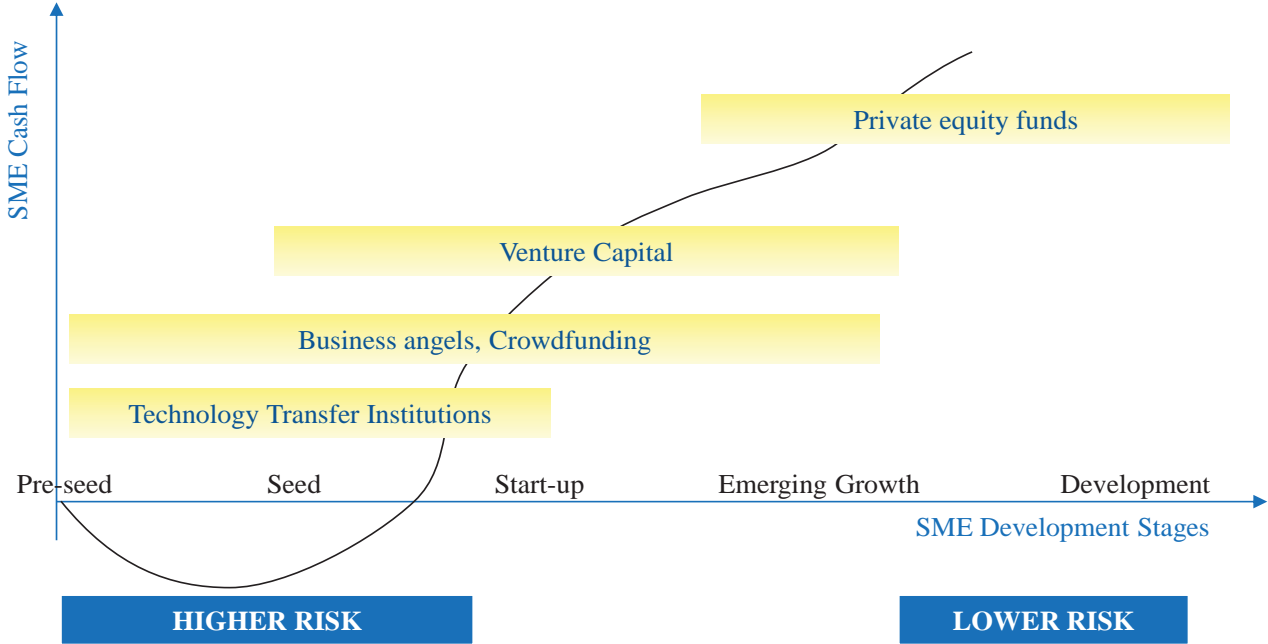 SME Cash Flow
Private equity funds
Venture Capital
Business angels, Crowdfunding
Technology Transfer Institutions
Pre-seed
Seed
Start-up
Emerging Growth
Development
SME Development Stages
HIGHER RISK
LOWER RISK